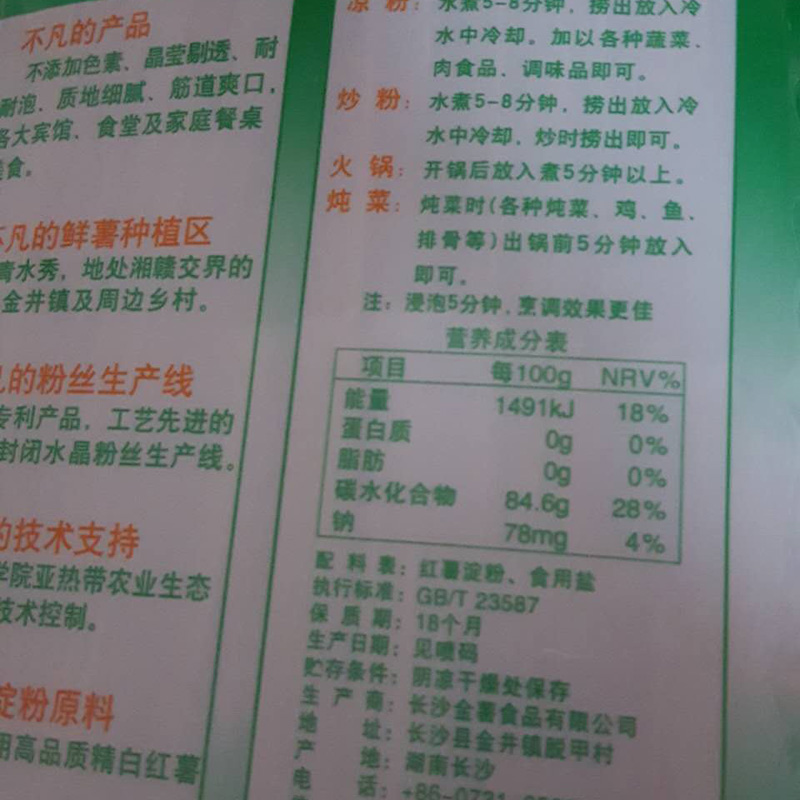 不凡的产品
不添加色素、晶莹剔透、耐
耐泡、质地细腻、筋道爽口,
各大宾馆、食堂及家庭餐桌
食。
不凡的鲜薯种植区
青水秀，地处湘赣交界的
金井镇及周边乡村。
的粉丝生产线
专利产品，工艺先进的
封闭水晶粉丝生产线。
的技术支持
学院亚热带农业生态
技术控制。
淀粉原料
用高品质精白红薯
凉 粉：水煮5-8分钟，捞出放入冷
水中冷却。加以各种蔬菜、
肉食品、调味品即可。
炒 粉：水煮5-8分钟，捞出放入冷
水中冷却，炒时捞出即可。
火 锅：开锅后放入煮5分钟以上。
炖 菜：炖菜时(各种炖菜、鸡、鱼、
排骨等)出锅前5分钟放入
即可。
注：浸泡5分钟,烹调效果更佳
营养成分表
项目 每100g NRV%
能量 1491kJ 18%
蛋白质 0g 0%
脂肪 0g 0%
碳水化合物 84.6g 28%
钠 78mg 4%
配 料 表：红薯淀粉、食用盐
执行标准：GB/T 23587
保 质 期：18个月
生产日期：见喷码
贮存条件：阴凉干燥处保存
生 产 商：长沙金薯食品有限公司
地 址：长沙县金井镇脱甲村
产 地：湖南长沙
电 话：+86-0731